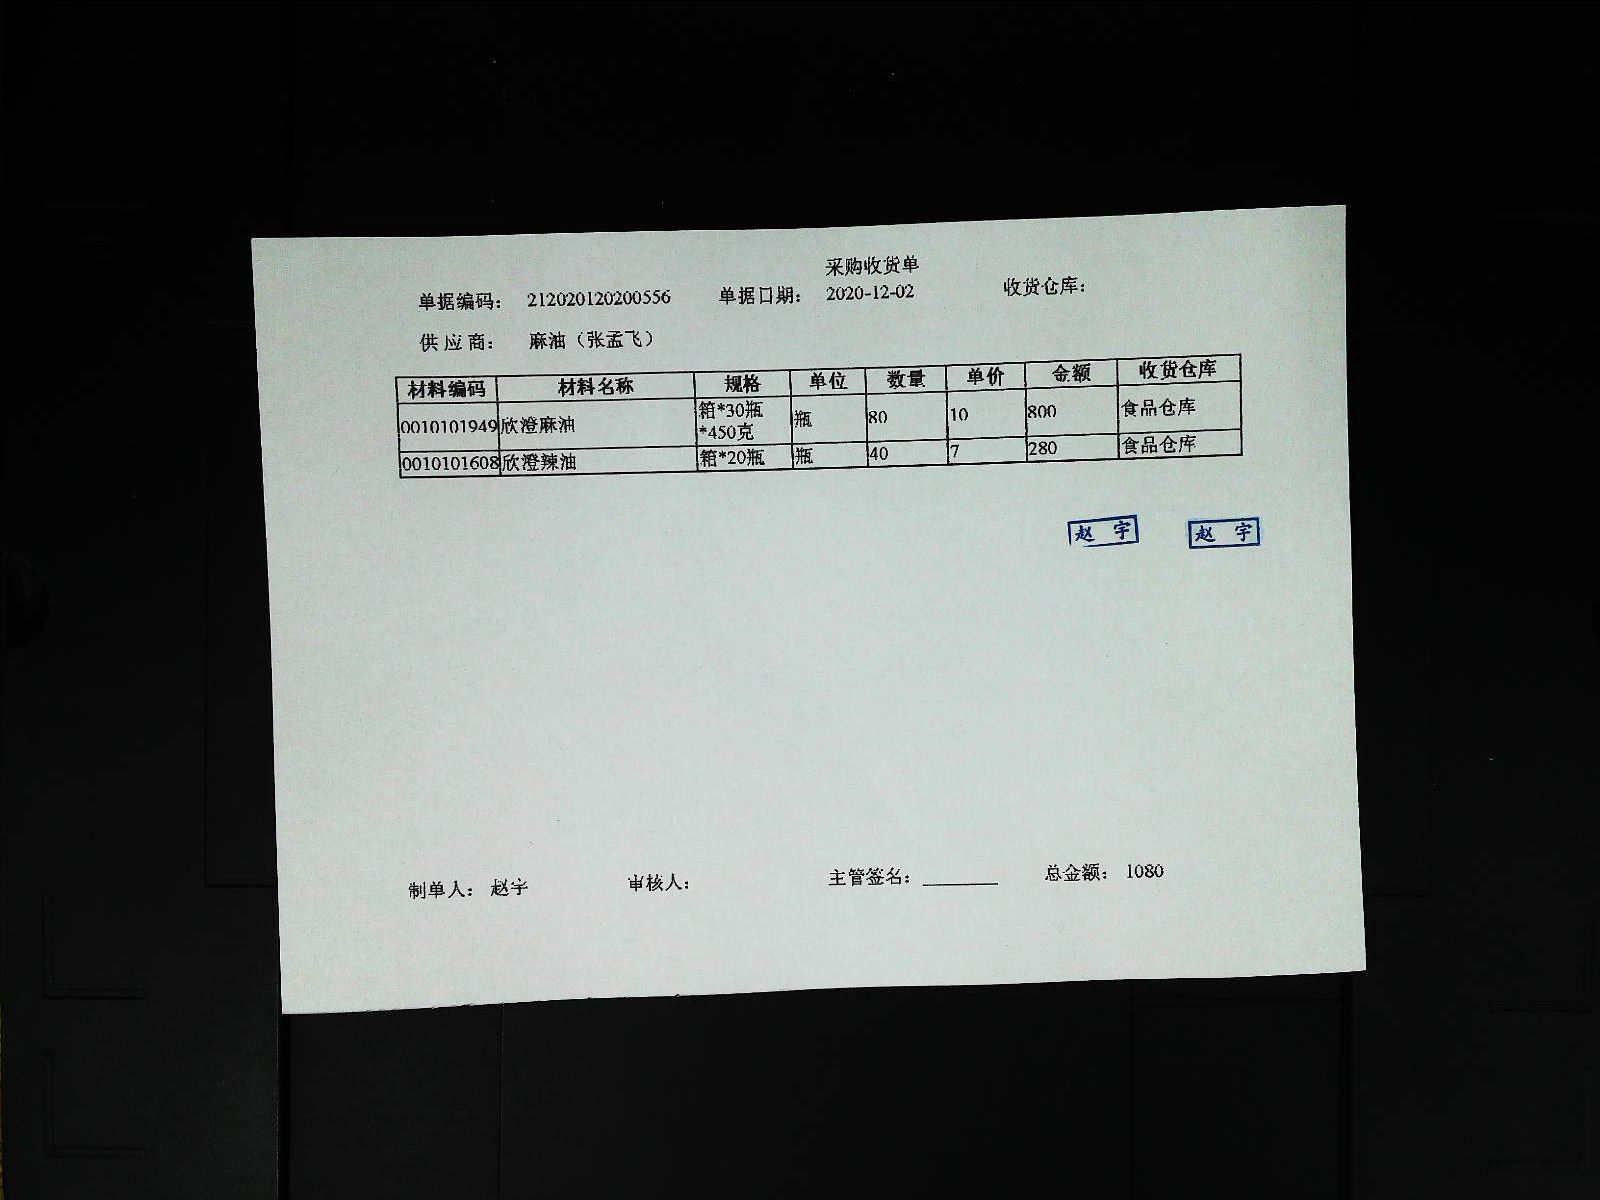 采购收货单
单据编码： 212020120200556 单据日期： 2020-12-02 收货仓库：
供应商： 麻油（张孟飞）
材料编码 材料名称 规格 单位 数量 单价 金额 收货仓库
0010101949 欣澄麻油 箱*30瓶*450克 瓶 80 10 800 食品仓库
0010101608 欣澄辣油 箱*20瓶 瓶 40 7 280 食品仓库
赵宇 赵宇
制单人： 赵宇 审核人： 主管签名： 总金额： 1080